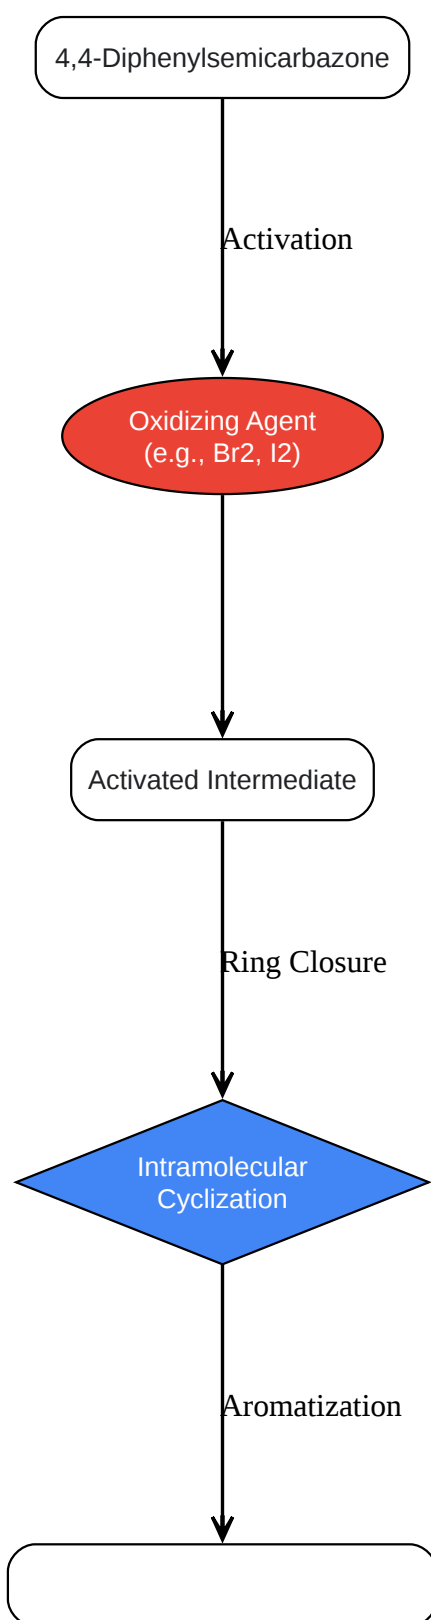 4,4-Diphenylsemicarbazone
Activation
Oxidizing Agent
(e.g., Br2, I2)
Activated Intermediate
Ring Closure
Intramolecular
Cyclization
Aromatization